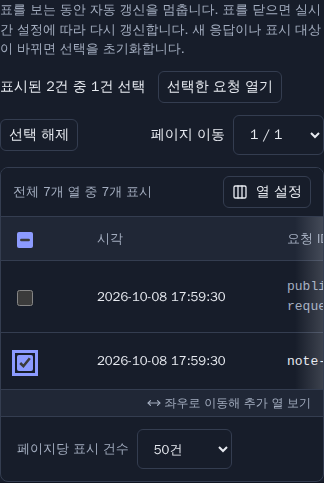 표를 보는 동안 자동 갱신을 멈춥니다. 표를 닫으면 실시
간 설정에 따라 다시 갱신합니다. 새 응답이나 표시 대상
이 바뀌면 선택을 초기화합니다.
표시된 2건 중 1건 선택 선택한 요청 열기
선택 해제 페이지 이동 1 / 1
전체 7개 열 중 7개 표시 열 설정
시각 요청 ID
2026-10-08 17:59:30 publi
reque
2026-10-08 17:59:30 note-
좌우로 이동해 추가 열 보기
페이지당 표시 건수 50건